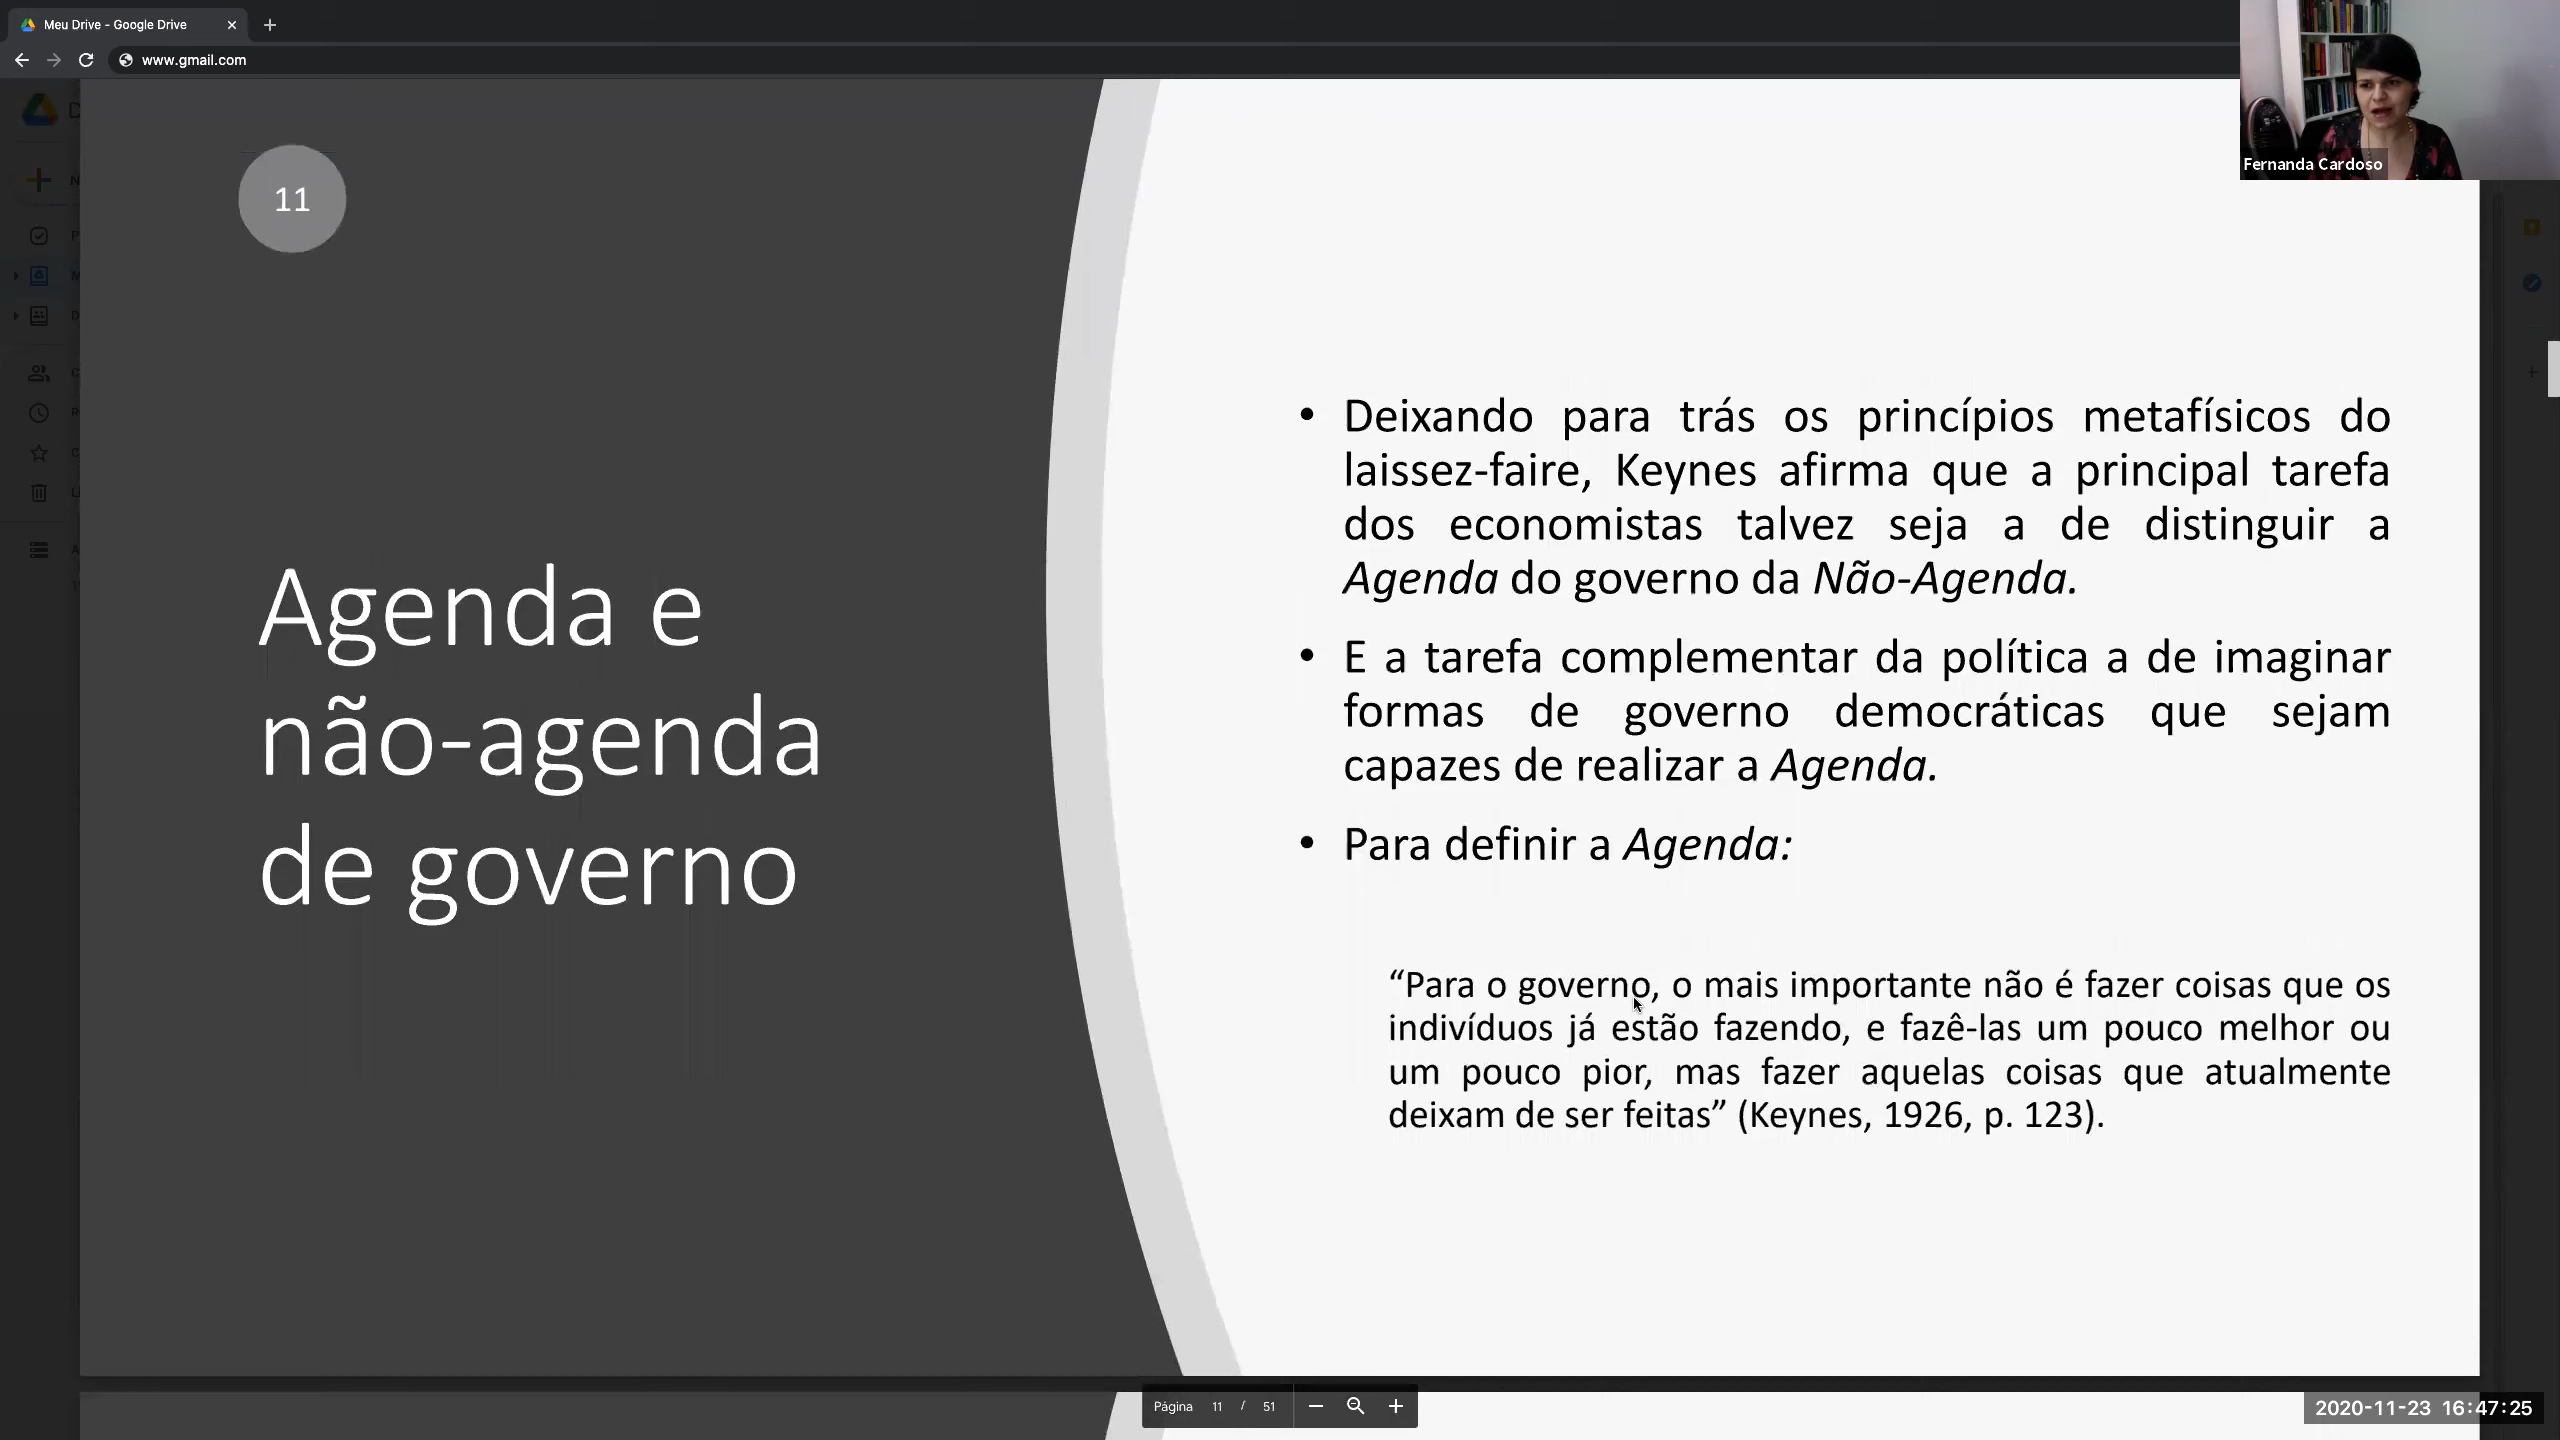 Meu Drive - Google Drive
www.gmail.com
Fernanda Cardoso
11
Agenda e
não-agenda
de governo
• Deixando para trás os princípios metafísicos do
laissez-faire, Keynes afirma que a principal tarefa
dos economistas talvez seja a de distinguir a
Agenda do governo da Não-Agenda.
• E a tarefa complementar da política a de imaginar
formas de governo democráticas que sejam
capazes de realizar a Agenda.
• Para definir a Agenda:
“Para o governo, o mais importante não é fazer coisas que os
indivíduos já estão fazendo, e fazê-las um pouco melhor ou
um pouco pior, mas fazer aquelas coisas que atualmente
deixam de ser feitas” (Keynes, 1926, p. 123).
Página 11 / 51
2020-11-23 16:47:25